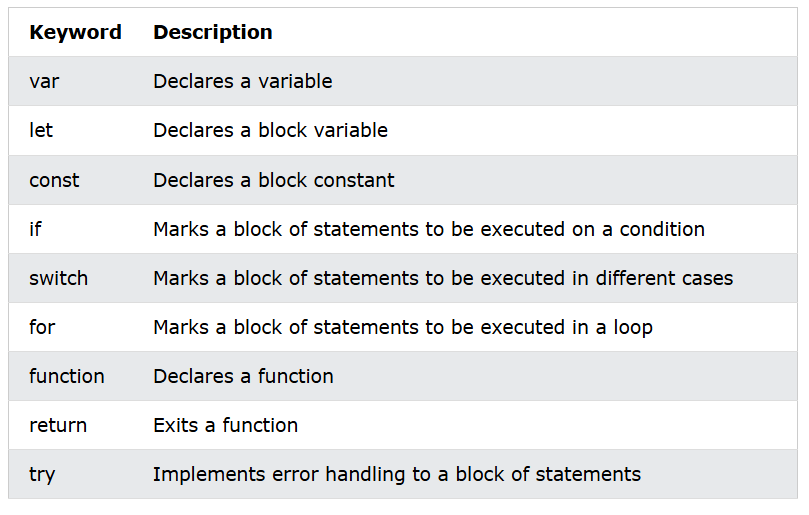 Keyword Description
var Declares a variable
let Declares a block variable
const Declares a block constant
if Marks a block of statements to be executed on a condition
switch Marks a block of statements to be executed in different cases
for Marks a block of statements to be executed in a loop
function Declares a function
return Exits a function
try Implements error handling to a block of statements